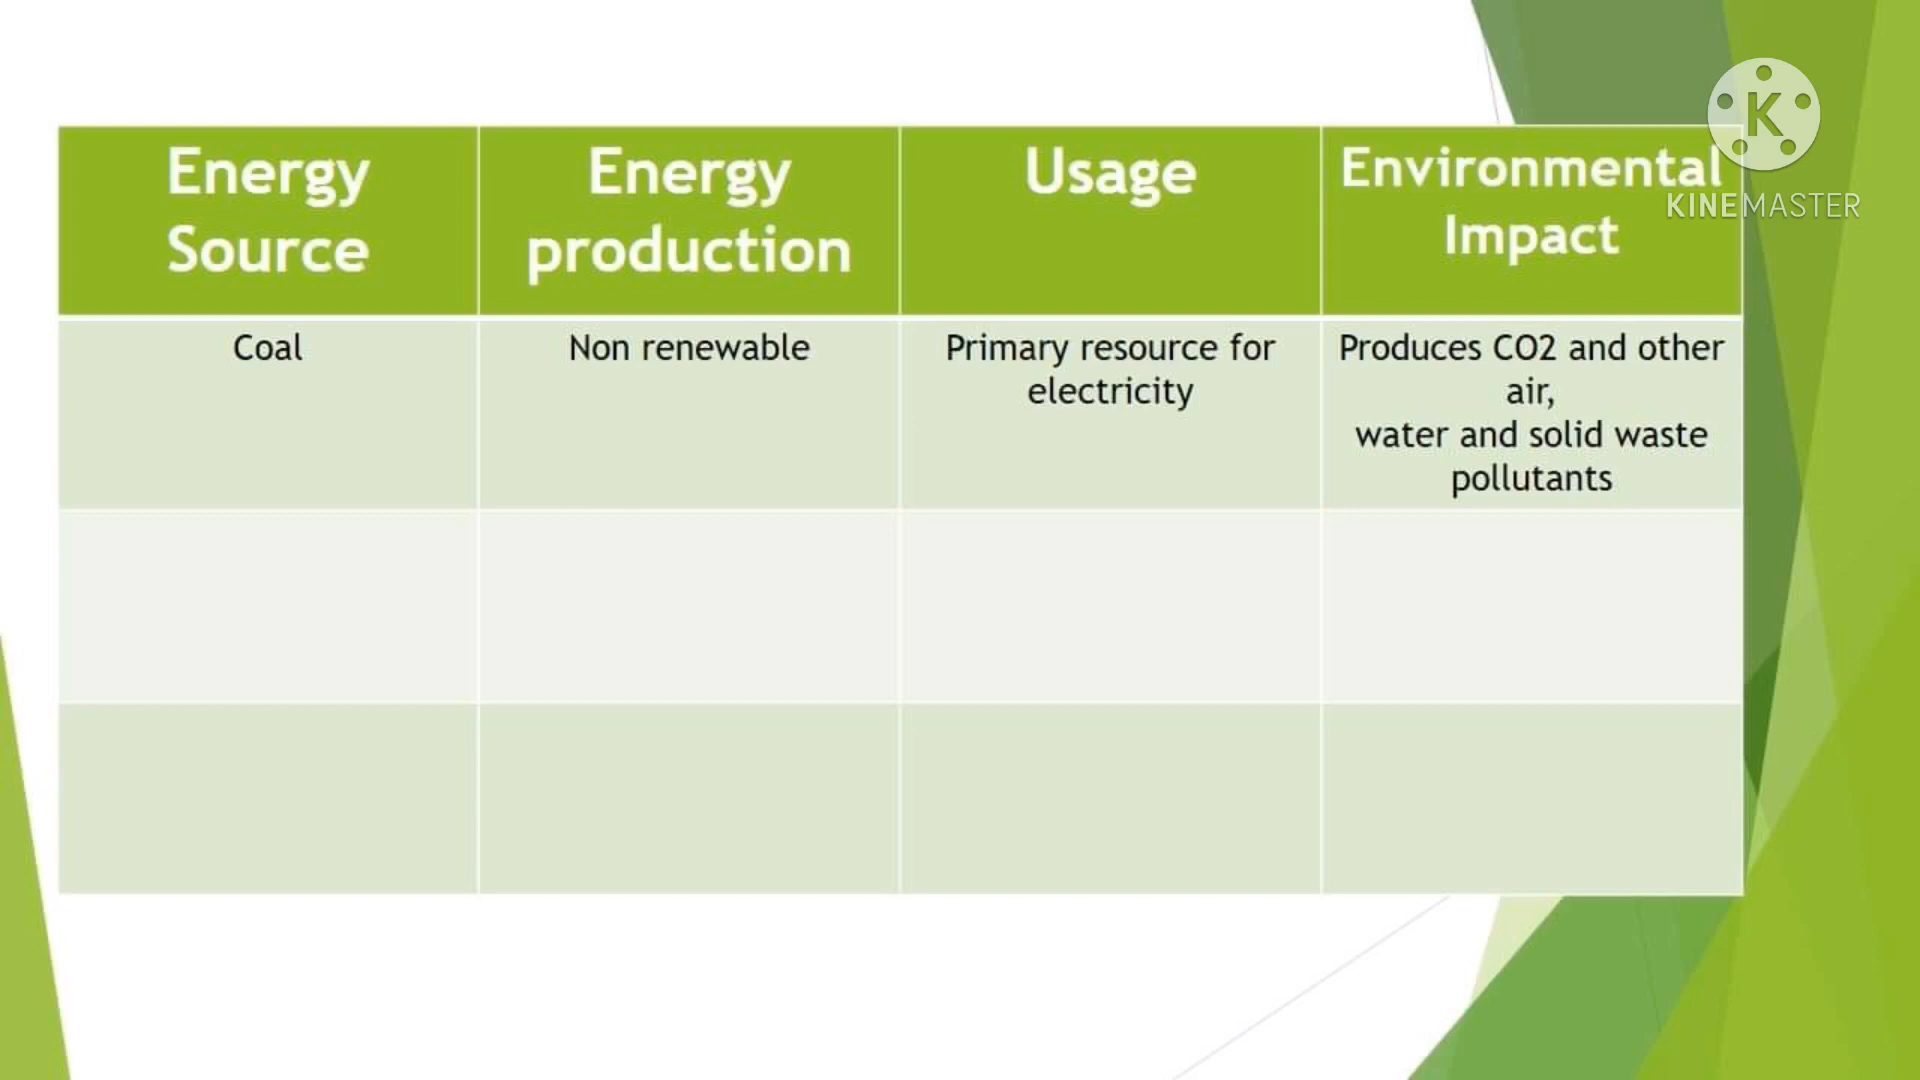 K
KINEMASTER
Energy
Source
Energy
production
Usage
Environmental
Impact
Coal
Non renewable
Primary resource for
electricity
Produces CO2 and other
air,
water and solid waste
pollutants